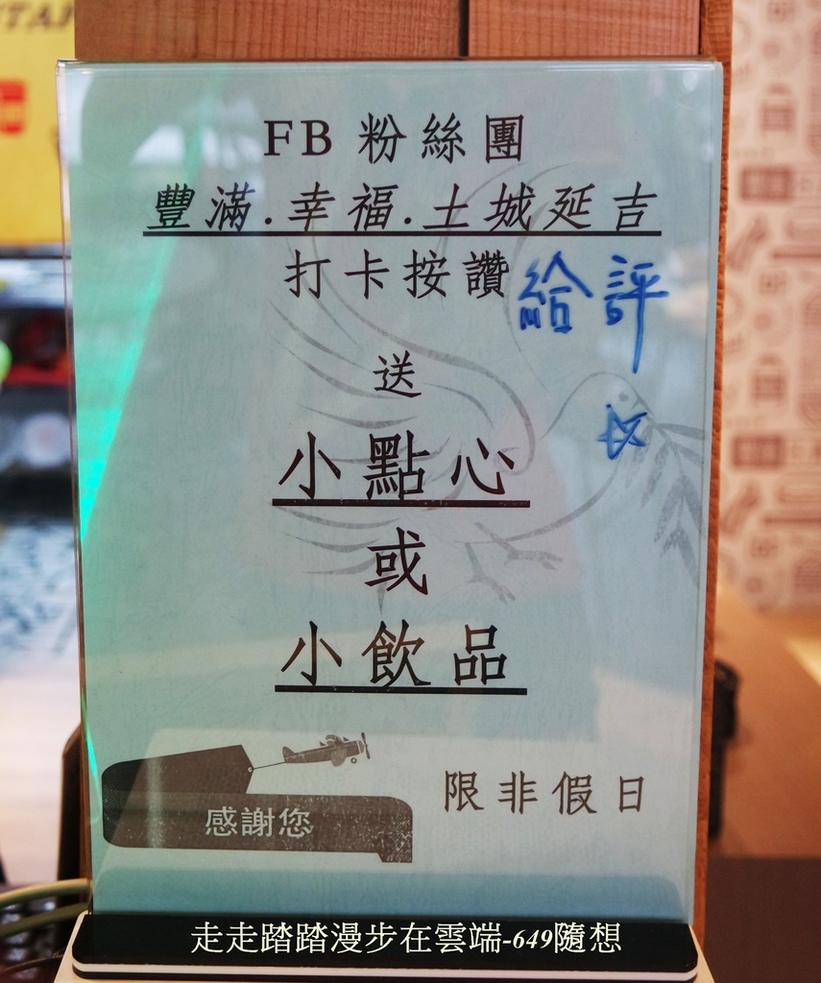 FB 粉絲團
豐滿.幸福.土城延吉
打卡按讚 給評
送
小點心
或
小飲品
限非假日
感謝您
走走踏踏漫步在雲端-649隨想